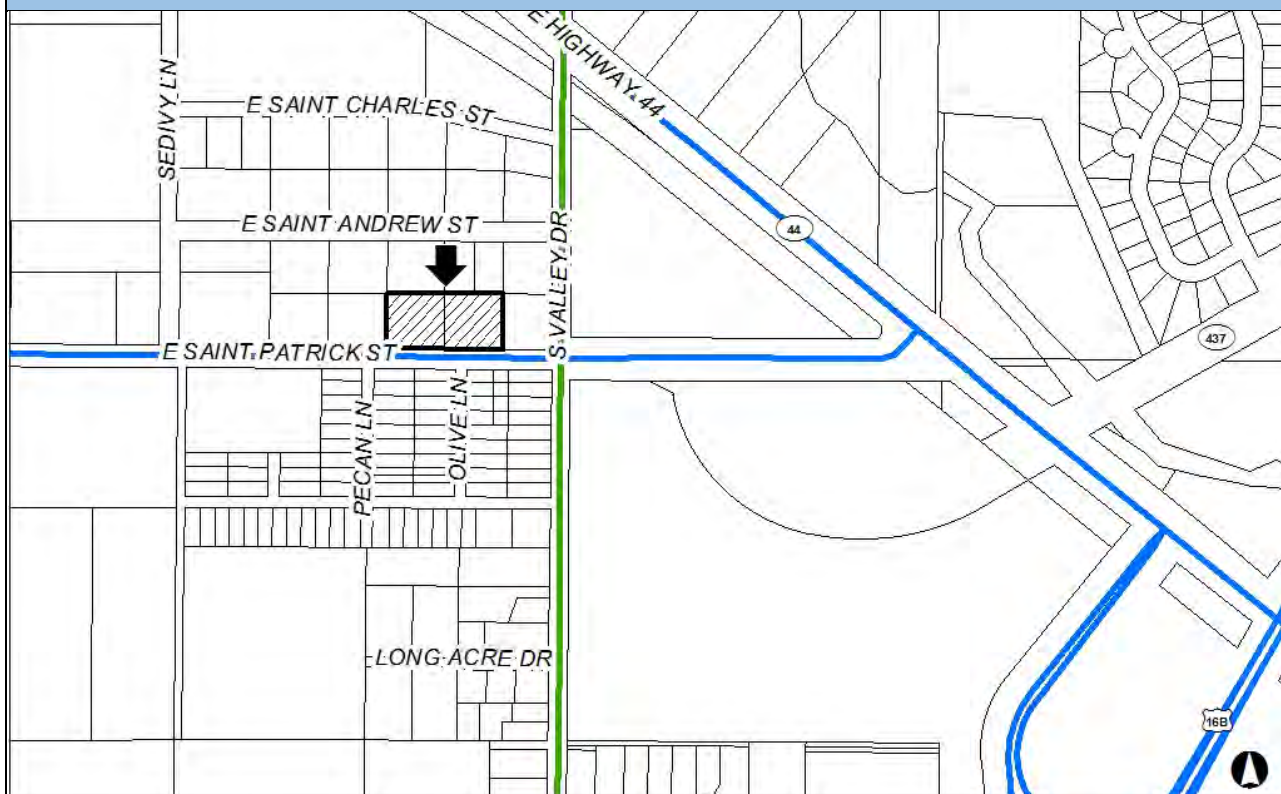 E HIGHWAY 44
SEDIVY LN
E SAINT CHARLES ST
E SAINT ANDREW ST
S VALLEY DR
44
437
E SAINT PATRICK ST
PECAN LN
OLIVE LN
LONG ACRE DR
16B